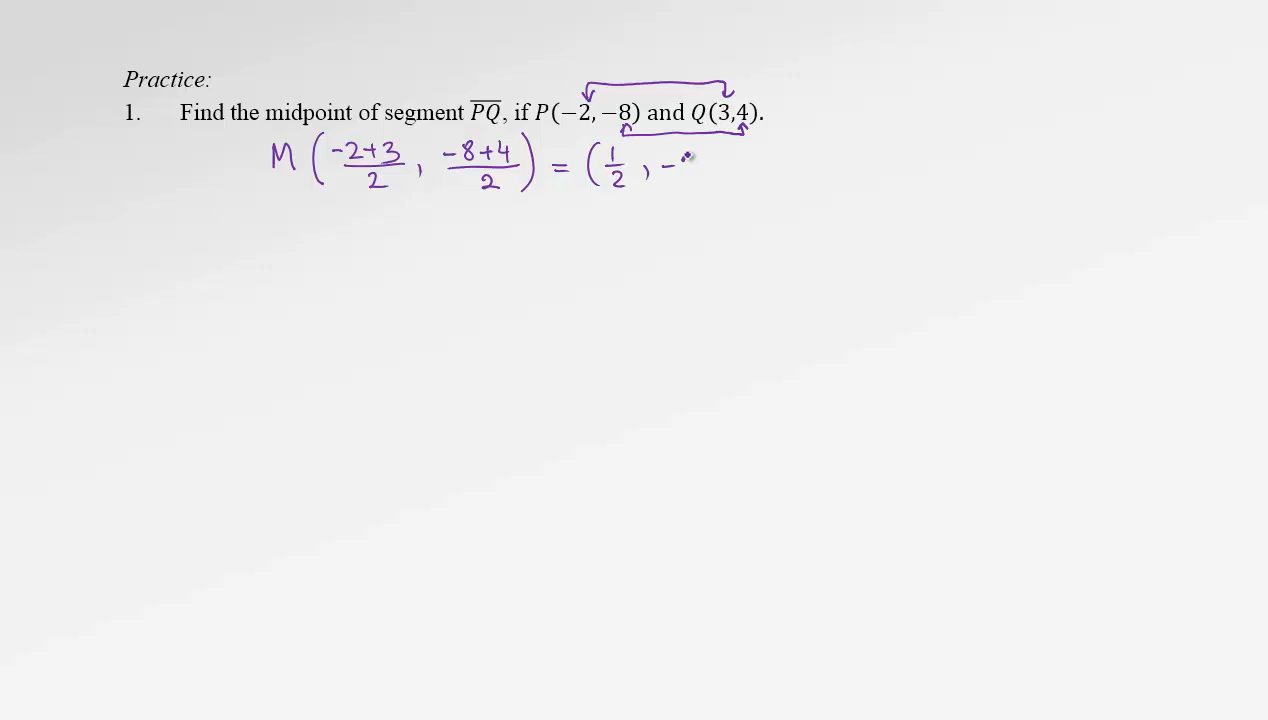 Practice:
1. Find the midpoint of segment P̅Q̅, if P(−2, −8) and Q(3,4).
M ( (-2+3)/2 , (-8+4)/2 ) = ( 1/2 , -